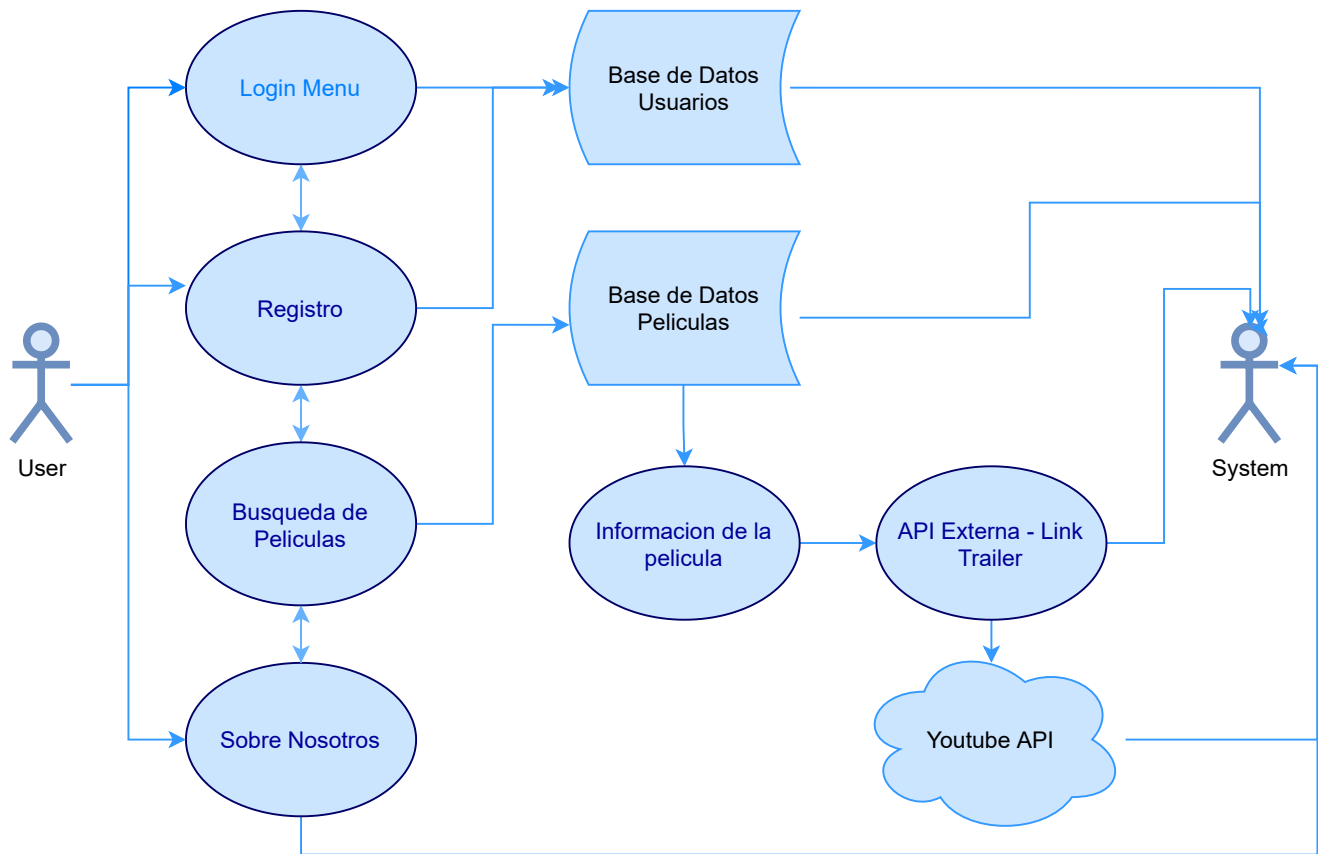 Login Menu
Base de Datos
Usuarios
Registro
Base de Datos
Peliculas
User
System
Busqueda de
Peliculas
Informacion de la
pelicula
API Externa - Link
Trailer
Sobre Nosotros
Youtube API